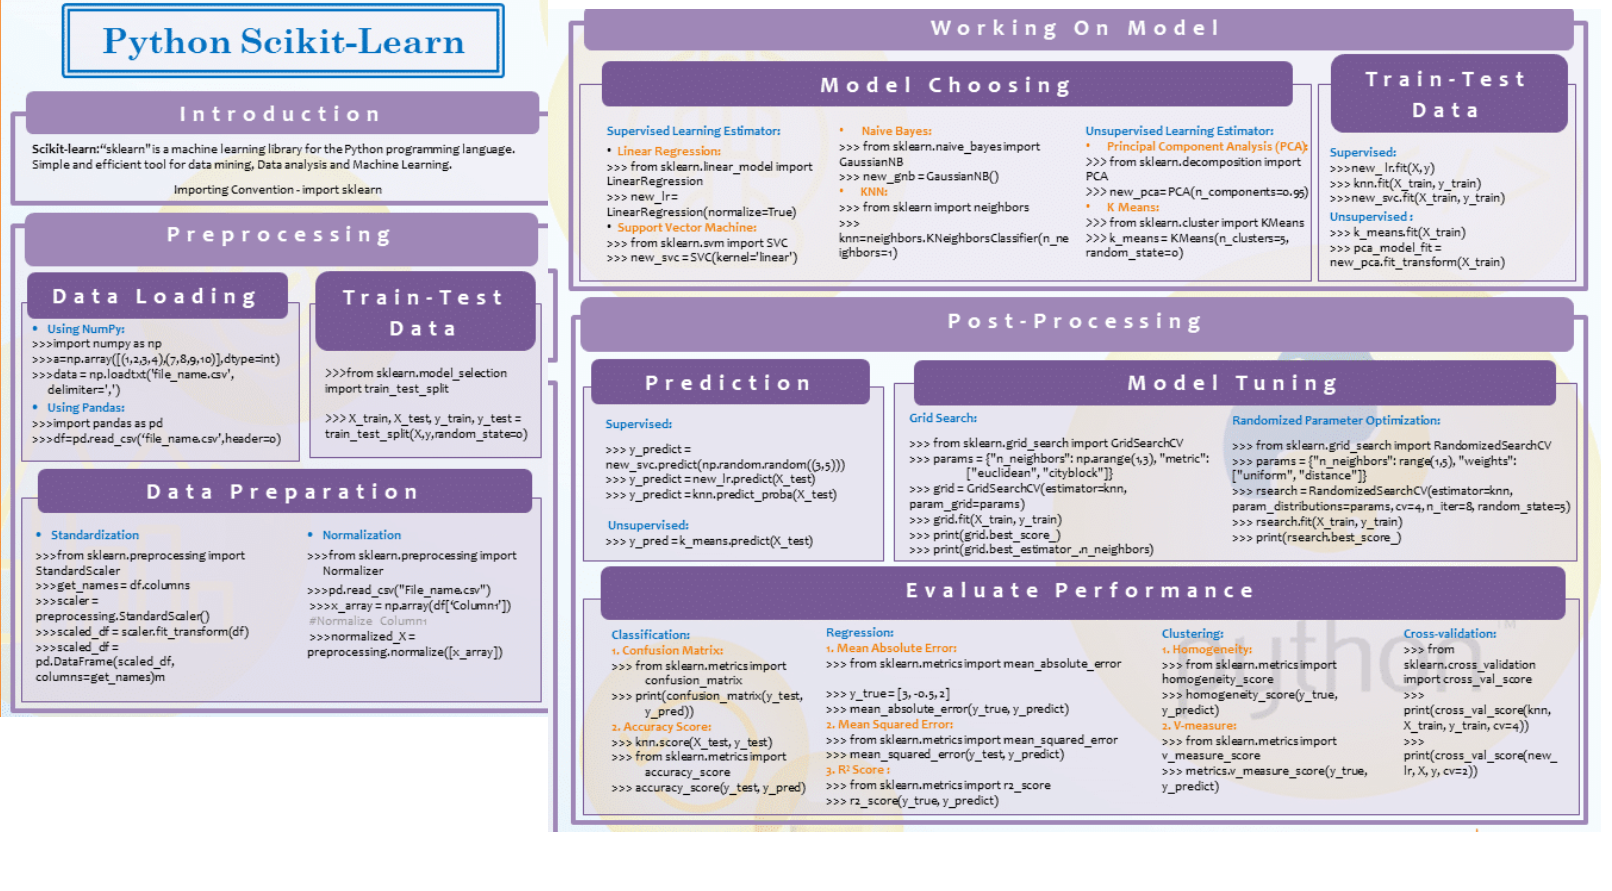 Python Scikit-Learn
Introduction
Scikit-learn:“sklearn" is a machine learning library for the Python programming language.
Simple and efficient tool for data mining, Data analysis and Machine Learning.
Importing Convention - import sklearn
Preprocessing
Data Loading
• Using NumPy:
>>>import numpy as np
>>>a=np.array([(1,2,3,4),(7,8,9,10)],dtype=int)
>>>data = np.loadtxt('file_name.csv',
delimiter=',')
• Using Pandas:
>>>import pandas as pd
>>>df=pd.read_csv('file_name.csv',header=0)
Train-Test
Data
>>>from sklearn.model_selection
import train_test_split
>>> X_train, X_test, y_train, y_test =
train_test_split(X,y,random_state=0)
Data Preparation
• Standardization
>>>from sklearn.preprocessing import
StandardScaler
>>>get_names = df.columns
>>>scaler =
preprocessing.StandardScaler()
>>>scaled_df = scaler.fit_transform(df)
>>>scaled_df =
pd.DataFrame(scaled_df,
columns=get_names)m
• Normalization
>>>from sklearn.preprocessing import
Normalizer
>>>pd.read_csv("File_name.csv")
>>>x_array = np.array(df['Column1'])
#Normalize Column1
>>>normalized_X =
preprocessing.normalize([x_array])
Working On Model
Model Choosing
Supervised Learning Estimator:
• Linear Regression:
>>> from sklearn.linear_model import
LinearRegression
>>> new_lr=
LinearRegression(normalize=True)
• Support Vector Machine:
>>> from sklearn.svm import SVC
>>> new_svc = SVC(kernel='linear')
• Naive Bayes:
>>> from sklearn.naive_bayes import
GaussianNB
>>> new_gnb = GaussianNB()
• KNN:
>>> from sklearn import neighbors
>>>
knn=neighbors.KNeighborsClassifier(n_ne
ighbors=1)
Unsupervised Learning Estimator:
• Principal Component Analysis (PCA):
>>> from sklearn.decomposition import
PCA
>>> new_pca= PCA(n_components=0.95)
• K Means:
>>> from sklearn.cluster import KMeans
>>> k_means = KMeans(n_clusters=5,
random_state=0)
Train-Test
Data
Supervised:
>>>new_ lr.fit(X, y)
>>> knn.fit(X_train, y_train)
>>>new_svc.fit(X_train, y_train)
Unsupervised :
>>> k_means.fit(X_train)
>>> pca_model_fit =
new_pca.fit_transform(X_train)
Post-Processing
Prediction
Supervised:
>>> y_predict =
new_svc.predict(np.random.random((3,5)))
>>> y_predict = new_lr.predict(X_test)
>>> y_predict = knn.predict_proba(X_test)
Unsupervised:
>>> y_pred = k_means.predict(X_test)
Model Tuning
Grid Search:
>>> from sklearn.grid_search import GridSearchCV
>>> params = {"n_neighbors": np.arange(1,3), "metric":
["euclidean", "cityblock"]}
>>> grid = GridSearchCV(estimator=knn,
param_grid=params)
>>> grid.fit(X_train, y_train)
>>> print(grid.best_score_)
>>> print(grid.best_estimator_.n_neighbors)
Randomized Parameter Optimization:
>>> from sklearn.grid_search import RandomizedSearchCV
>>> params = {"n_neighbors": range(1,5), "weights":
["uniform", "distance"]}
>>> rsearch = RandomizedSearchCV(estimator=knn,
param_distributions=params, cv=4, n_iter=8, random_state=5)
>>> rsearch.fit(X_train, y_train)
>>> print(rsearch.best_score_)
Evaluate Performance
Classification:
1. Confusion Matrix:
>>> from sklearn.metrics import
confusion_matrix
>>> print(confusion_matrix(y_test,
y_pred))
2. Accuracy Score:
>>> knn.score(X_test, y_test)
>>> from sklearn.metrics import
accuracy_score
>>> accuracy_score(y_test, y_pred)
Regression:
1. Mean Absolute Error:
>>> from sklearn.metrics import mean_absolute_error
>>> y_true = [3, -0.5, 2]
>>> mean_absolute_error(y_true, y_predict)
2. Mean Squared Error:
>>> from sklearn.metrics import mean_squared_error
>>> mean_squared_error(y_test, y_predict)
3. R² Score :
>>> from sklearn.metrics import r2_score
>>> r2_score(y_true, y_predict)
Clustering:
1. Homogeneity:
>>> from sklearn.metrics import
homogeneity_score
>>> homogeneity_score(y_true,
y_predict)
2. V-measure:
>>> from sklearn.metrics import
v_measure_score
>>> metrics.v_measure_score(y_true,
y_predict)
Cross-validation:
>>> from
sklearn.cross_validation
import cross_val_score
>>>
print(cross_val_score(knn,
X_train, y_train, cv=4))
>>>
print(cross_val_score(new_
lr, X, y, cv=2))
python™